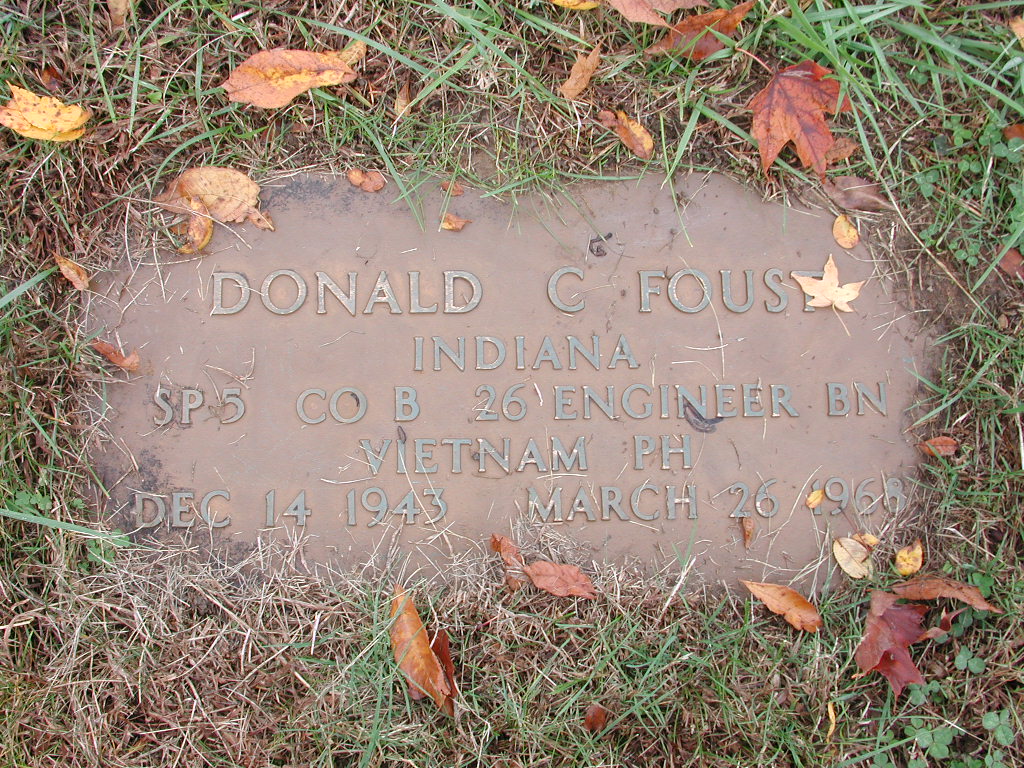 DONALD C FOUST
INDIANA
SP5 CO B 26 ENGINEER BN
VIETNAM PH
DEC 14 1943 MARCH 26 1968